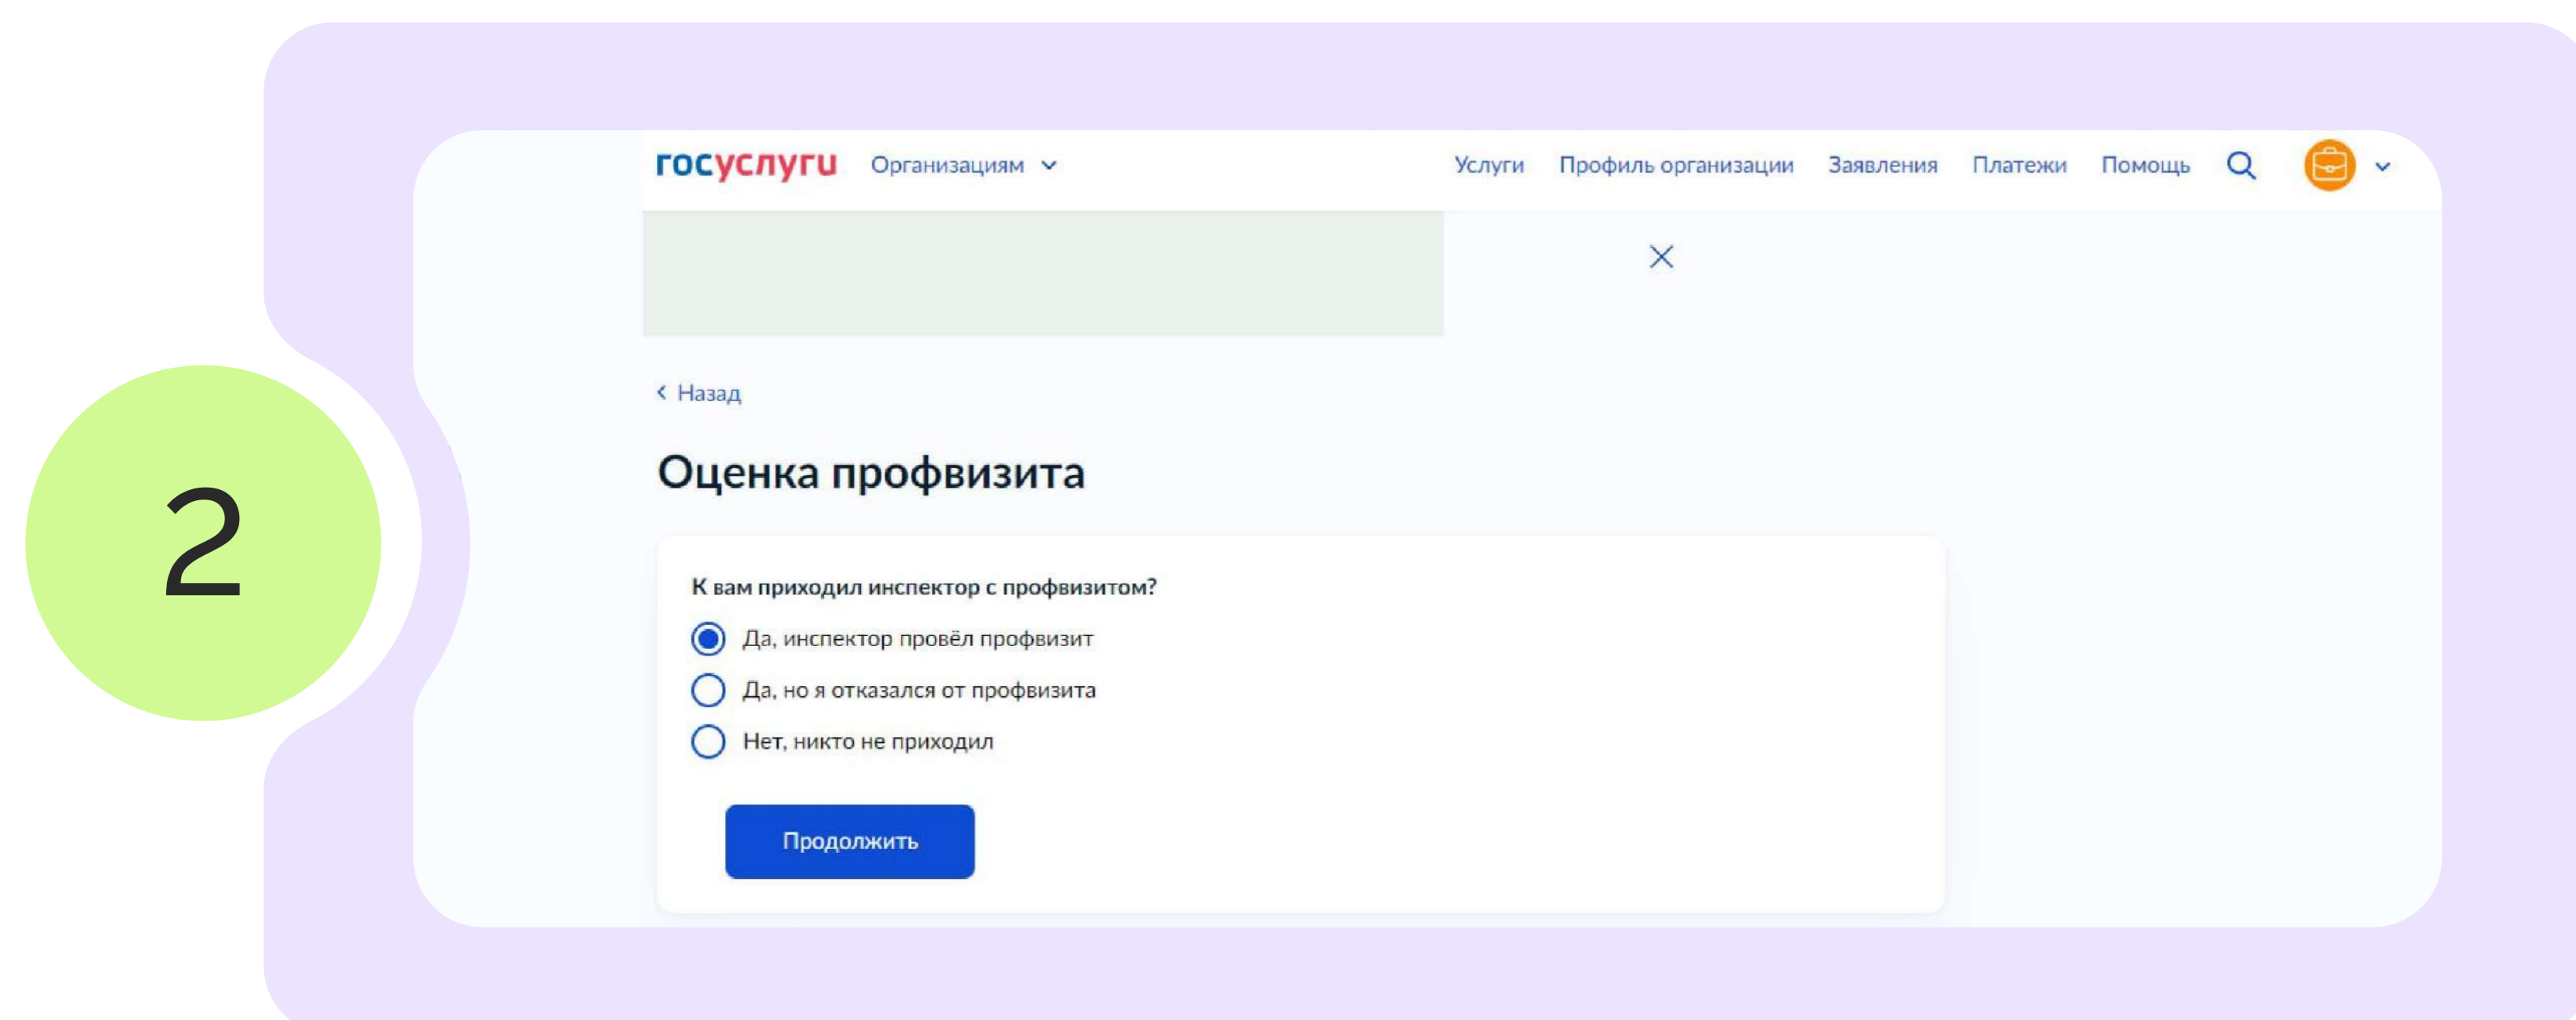 госуслуги Организациям Услуги Профиль организации Заявления Платежи Помощь
Назад
Оценка профвизита
2
К вам приходил инспектор с профвизитом?
Да, инспектор провёл профвизит
Да, но я отказался от профвизита
Нет, никто не приходил
Продолжить